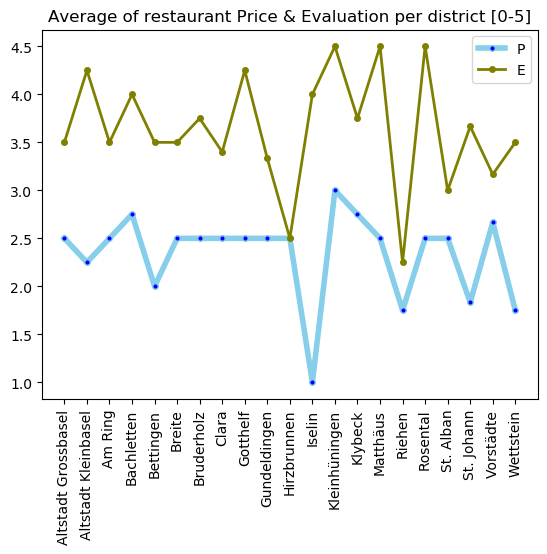 Average of restaurant Price & Evaluation per district [0-5]
P
E
4.5
4.0
3.5
3.0
2.5
2.0
1.5
1.0
Altstadt Grossbasel
Altstadt Kleinbasel
Am Ring
Bachletten
Bettingen
Breite
Bruderholz
Clara
Gotthelf
Gundeldingen
Hirzbrunnen
Iselin
Kleinhüningen
Klybeck
Matthäus
Riehen
Rosental
St. Alban
St. Johann
Vorstädte
Wettstein